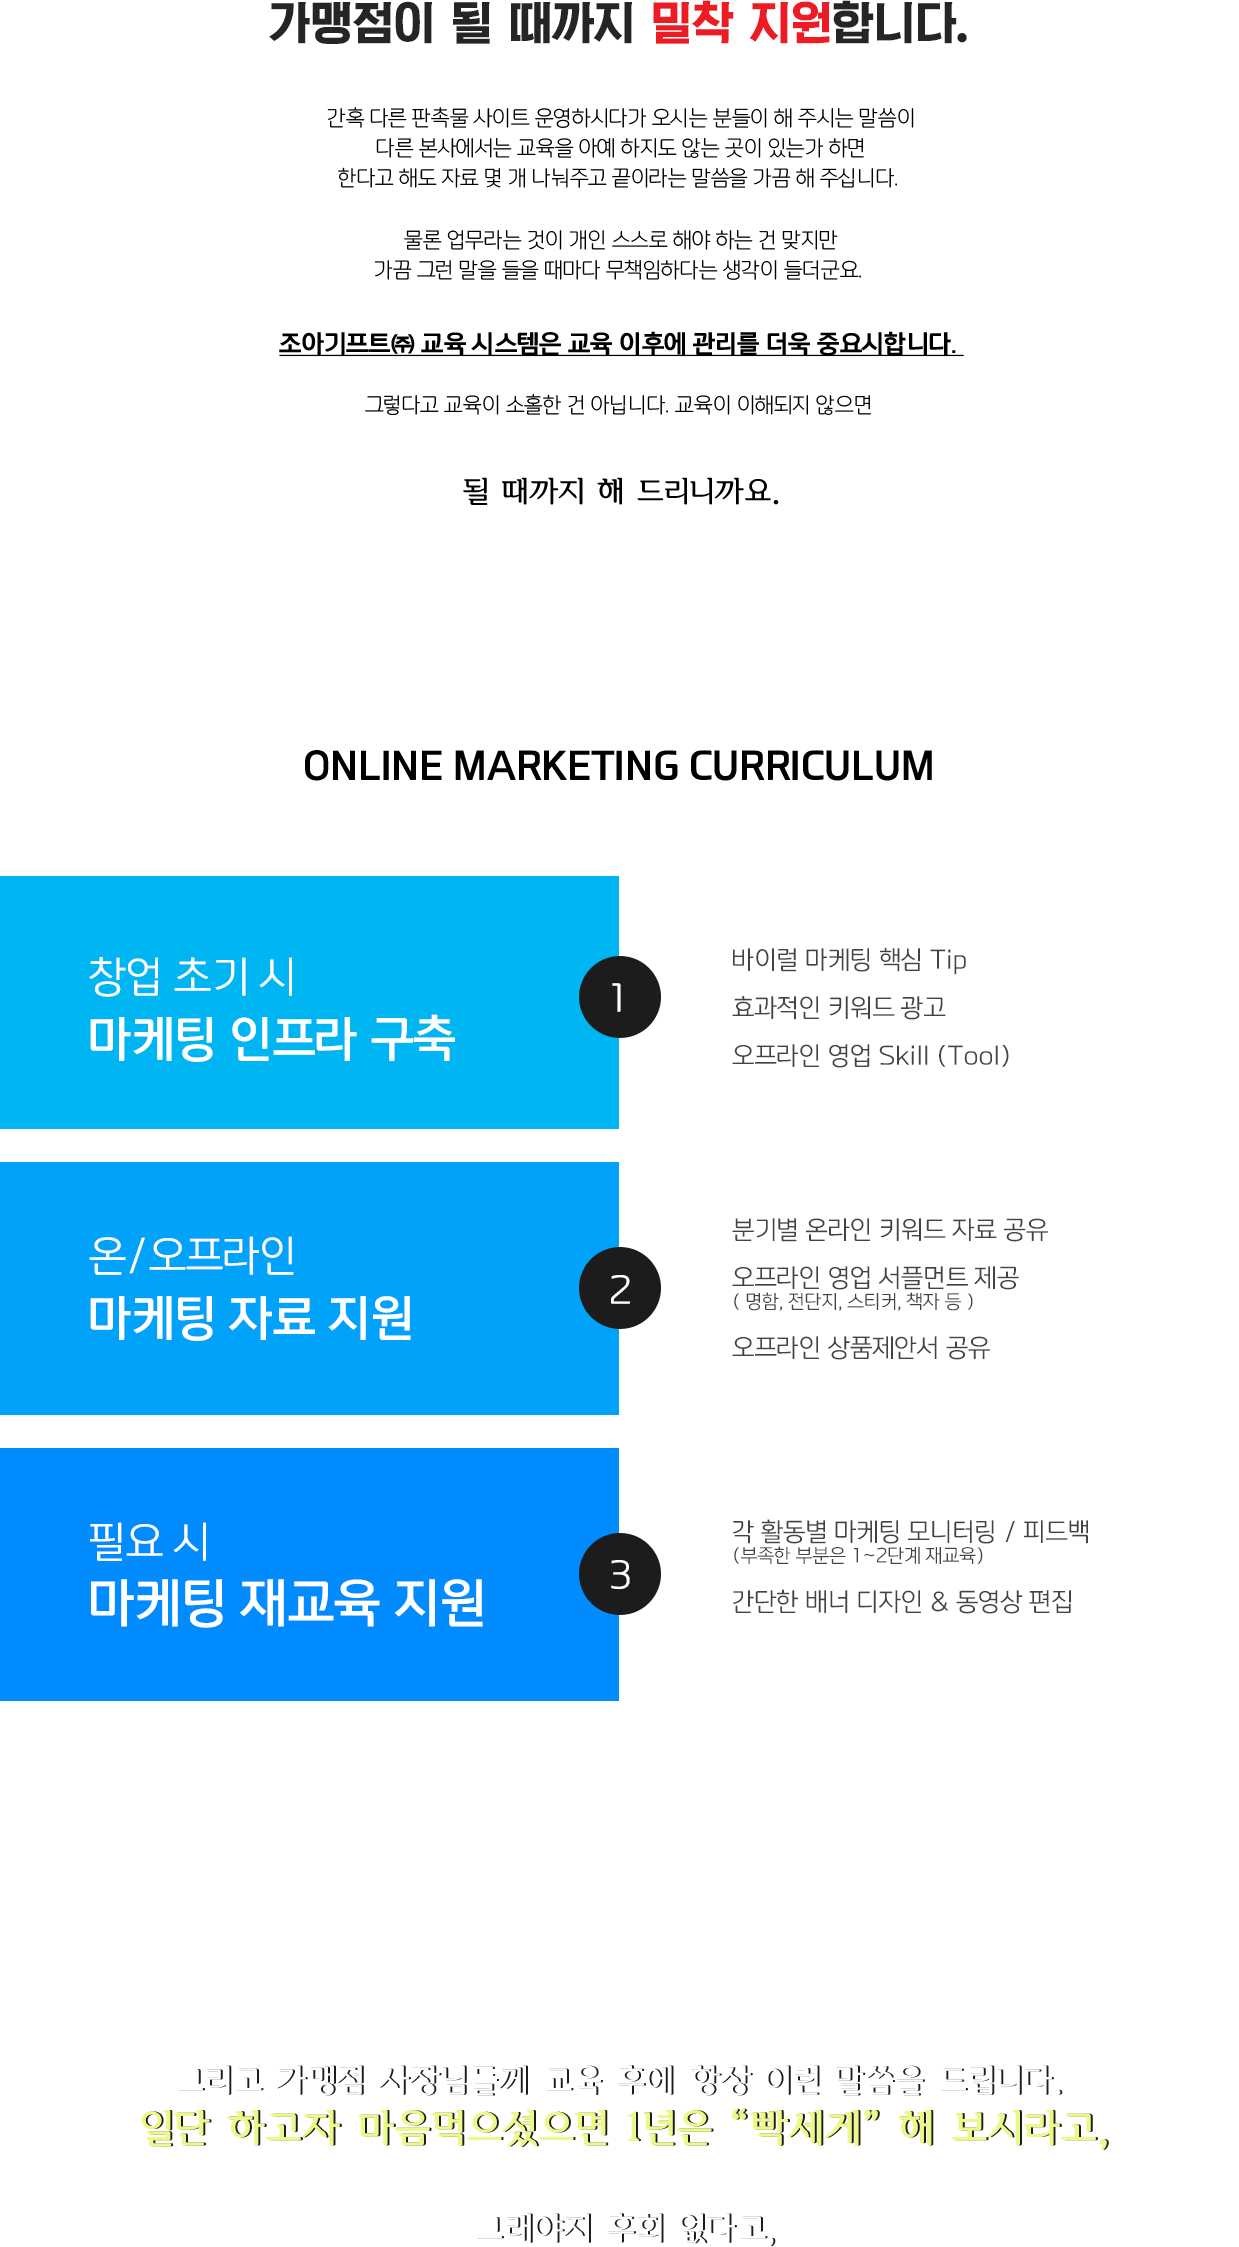 가맹점이 될 때까지 밀착 지원합니다.
간혹 다른 판촉물 사이트 운영하시다가 오시는 분들이 해 주시는 말씀이
다른 본사에서는 교육을 아예 하지도 않는 곳이 있는가 하면
한다고 해도 자료 몇 개 나눠주고 끝이라는 말씀을 가끔 해 주십니다.
물론 업무라는 것이 개인 스스로 해야 하는 건 맞지만
가끔 그런 말을 들을 때마다 무책임하다는 생각이 들더군요.
조아기프트㈜ 교육 시스템은 교육 이후에 관리를 더욱 중요시합니다.
그렇다고 교육이 소홀한 건 아닙니다. 교육이 이해되지 않으면
될 때까지 해 드리니까요.
ONLINE MARKETING CURRICULUM
창업 초기 시
마케팅 인프라 구축
1
바이럴 마케팅 핵심 Tip
효과적인 키워드 광고
오프라인 영업 Skill (Tool)
온/오프라인
마케팅 자료 지원
2
분기별 온라인 키워드 자료 공유
오프라인 영업 서플먼트 제공
( 명함, 전단지, 스티커, 책자 등 )
오프라인 상품제안서 공유
필요 시
마케팅 재교육 지원
3
각 활동별 마케팅 모니터링 / 피드백
(부족한 부분은 1~2단계 재교육)
간단한 배너 디자인 & 동영상 편집
그리고 가맹점 사장님들께 교육 후에 항상 이런 말씀을 드립니다.
일단 하고자 마음먹으셨으면 1년은 “빡세게” 해 보시라고,
그래야지 후회 없다고,